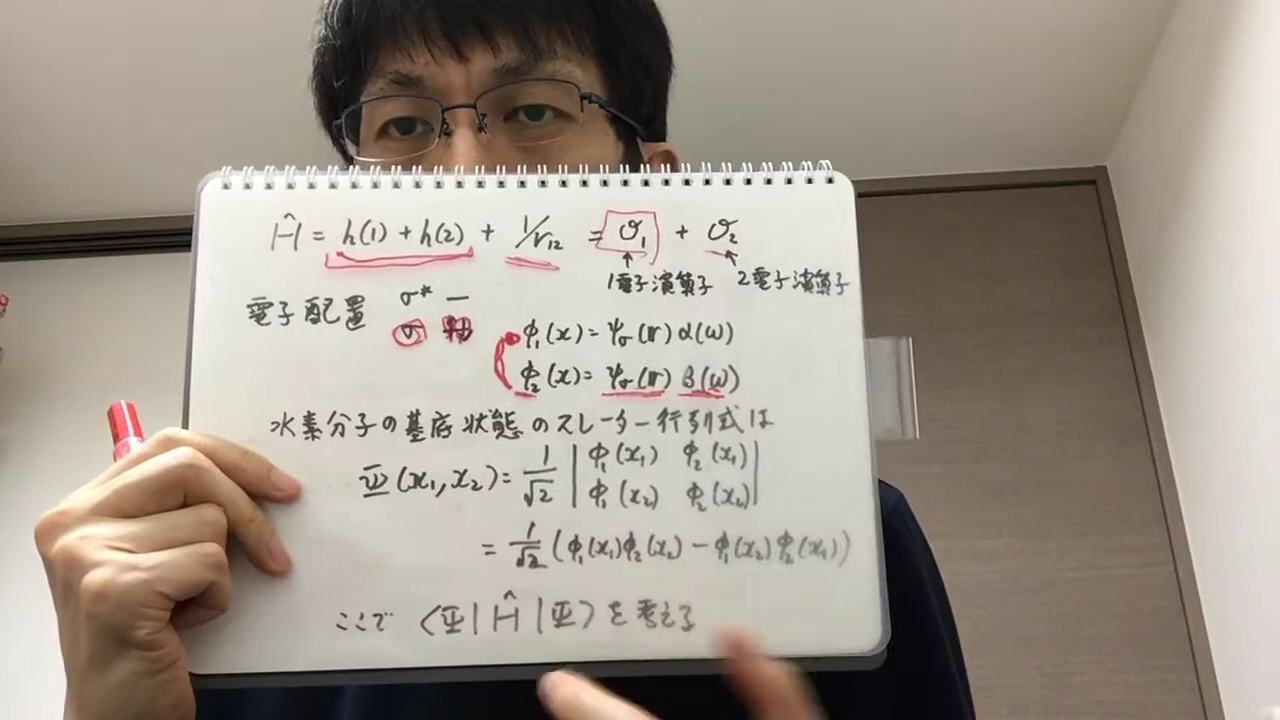 Ĥ = h(1) + h(2) + 1/r₁₂ = 𝒪₁ + 𝒪₂
1電子演算子 2電子演算子
電子配置 σ* —
σ ⇅
ϕ₁(x) = ψσ(r) α(ω)
ϕ₂(x) = ψσ(r) β(ω)
水素分子の基底状態のスレーター行列式は
Ψ(x₁, x₂) = 1/√2 | ϕ₁(x₁) ϕ₂(x₁) |
| ϕ₁(x₂) ϕ₂(x₂) |
= 1/√2 (ϕ₁(x₁)ϕ₂(x₂) − ϕ₁(x₂)ϕ₂(x₁))
ここで ⟨Ψ|Ĥ|Ψ⟩ を考える